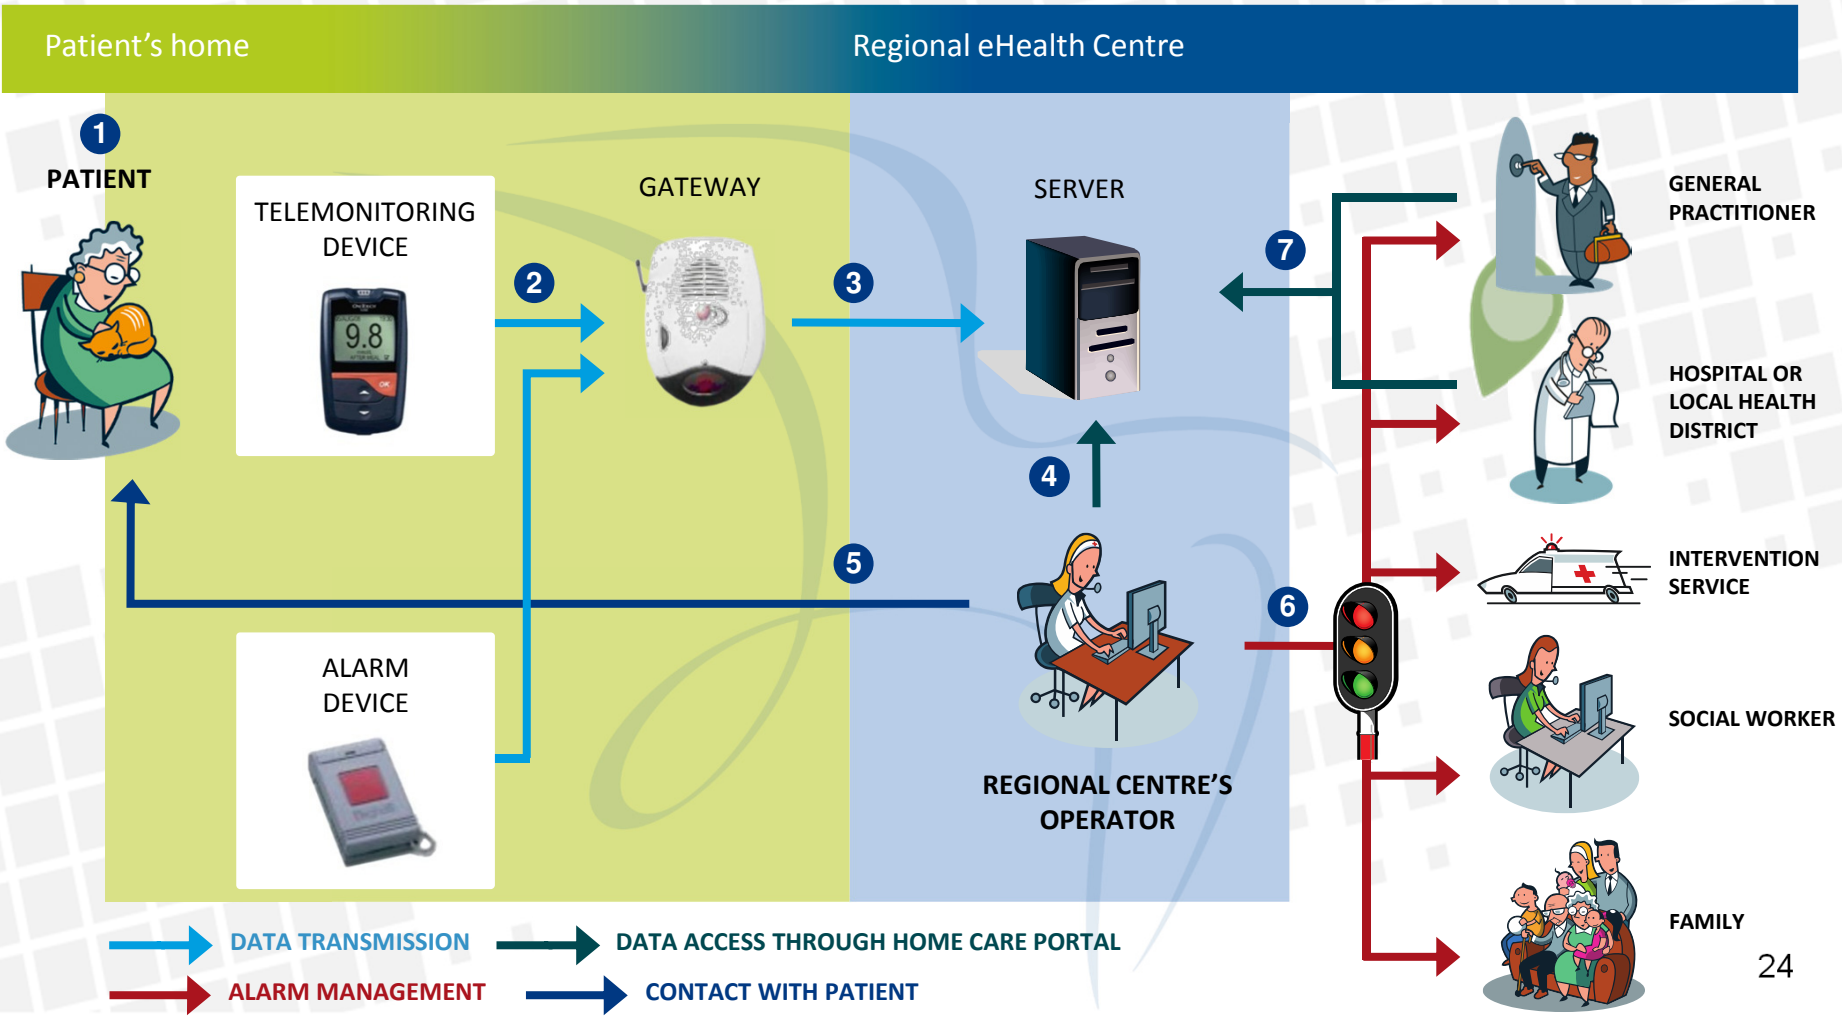 Patient's home
Regional eHealth Centre
1
PATIENT
TELEMONITORING
DEVICE
9.8
OK
2
GATEWAY
3
SERVER
7
GENERAL
PRACTITIONER
HOSPITAL OR
LOCAL HEALTH
DISTRICT
4
5
6
INTERVENTION
SERVICE
ALARM
DEVICE
REGIONAL CENTRE'S
OPERATOR
SOCIAL WORKER
FAMILY
DATA TRANSMISSION
DATA ACCESS THROUGH HOME CARE PORTAL
ALARM MANAGEMENT
CONTACT WITH PATIENT
24